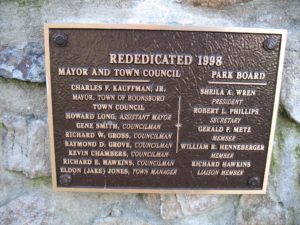 REDEDICATED 1998
MAYOR AND TOWN COUNCIL
CHARLES F. KAUFFMAN, JR.
MAYOR, TOWN OF BOONSBORO
TOWN COUNCIL
HOWARD LONG, ASSISTANT MAYOR
GENE SMITH, COUNCILMAN
RICHARD W. GROSS, COUNCILMAN
RAYMOND D. GROVE, COUNCILMAN
KEVIN CHAMBERS, COUNCILMAN
RICHARD E. HAWKINS, COUNCILMAN
ELDON (JAKE) JONES, TOWN MANAGER
PARK BOARD
SHEILA A. WREN
PRESIDENT
ROBERT L. PHILLIPS
SECRETARY
GERALD F. METZ
MEMBER
WILLIAM R. HENNEBERGER
MEMBER
RICHARD HAWKINS
LIAISON MEMBER